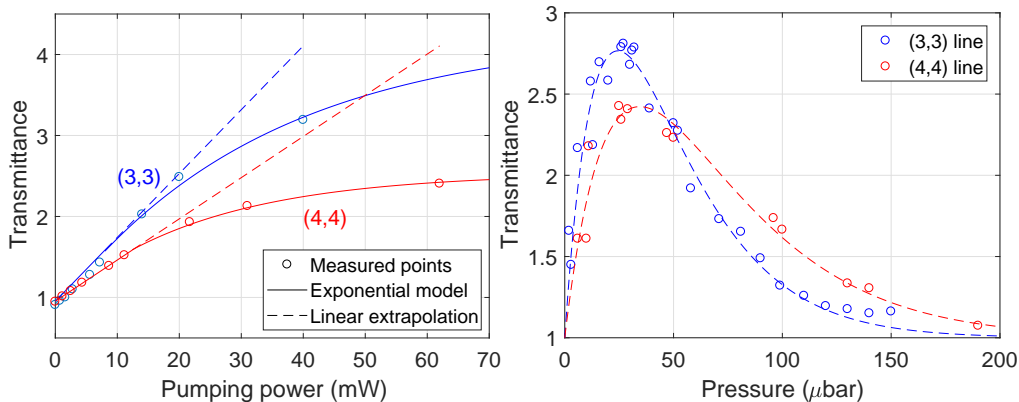 Transmittance
4
3
2
1
0
10
20
30
40
50
60
70
Pumping power (mW)
(3,3)
(4,4)
Measured points
Exponential model
Linear extrapolation
Transmittance
3
2.5
2
1.5
1
0
50
100
150
200
Pressure (μbar)
(3,3) line
(4,4) line